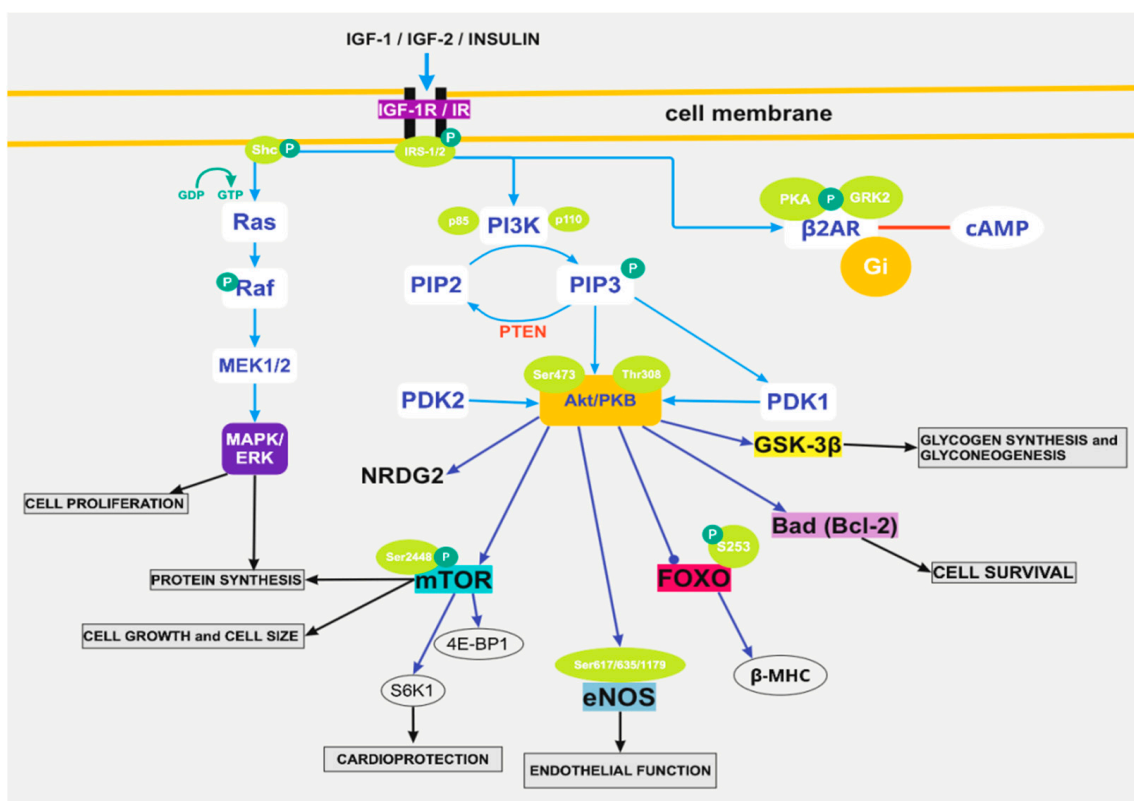 IGF-1 / IGF-2 / INSULIN
IGF-1R / IR
cell membrane
Shc
P
IRS-1/2
P
GDP
GTP
Ras
p85
PI3K
p110
PKA
P
GRK2
β2AR
cAMP
Gi
P
Raf
PIP2
PIP3
P
PTEN
MEK1/2
Ser473
Thr308
PDK2
Akt/PKB
PDK1
MAPK/
ERK
GSK-3β
GLYCOGEN SYNTHESIS and
GLYCONEOGENESIS
NRDG2
CELL PROLIFERATION
Bad (Bcl-2)
P
S253
Ser2448
P
PROTEIN SYNTHESIS
mTOR
FOXO
CELL SURVIVAL
CELL GROWTH and CELL SIZE
4E-BP1
Ser617/635/1179
β-MHC
S6K1
eNOS
CARDIOPROTECTION
ENDOTHELIAL FUNCTION